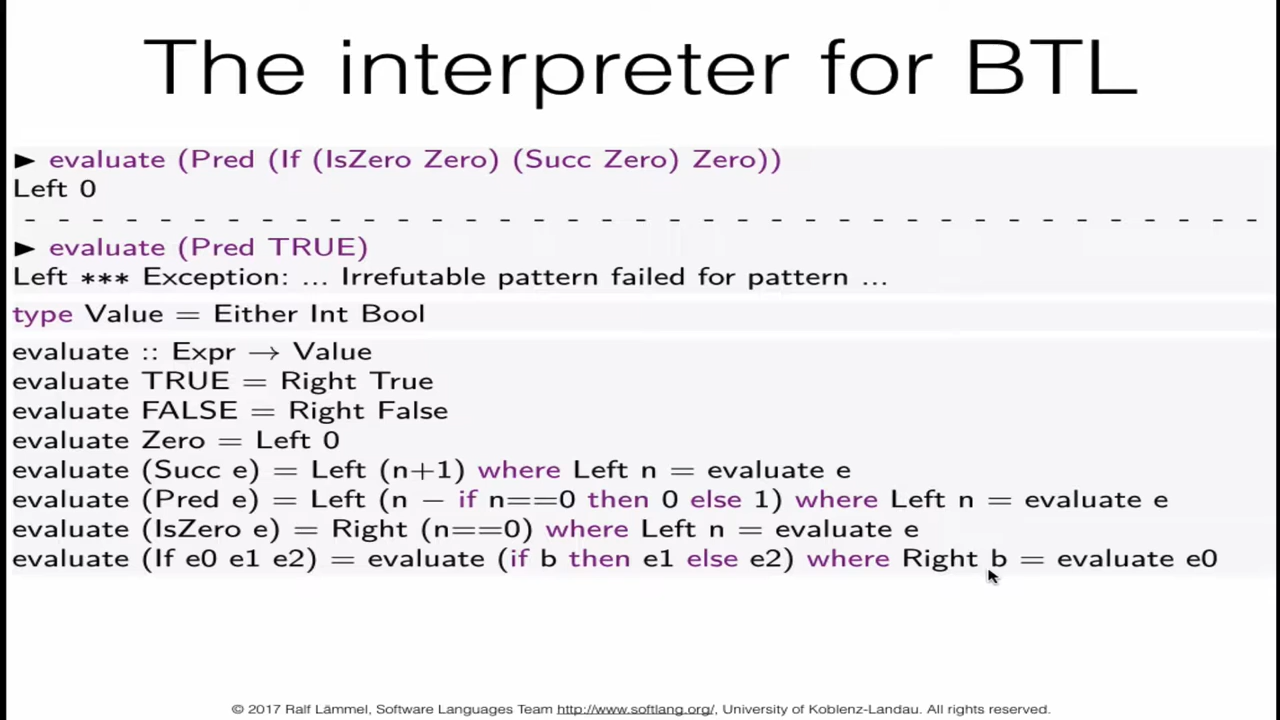 The interpreter for BTL
► evaluate (Pred (If (IsZero Zero) (Succ Zero) Zero))
Left 0
- - - - - - - - - - - - - - - - - - - - - - - - - - - - - - - - - - - - - - - - - - - -
► evaluate (Pred TRUE)
Left *** Exception: ... Irrefutable pattern failed for pattern ...
type Value = Either Int Bool
evaluate :: Expr → Value
evaluate TRUE = Right True
evaluate FALSE = Right False
evaluate Zero = Left 0
evaluate (Succ e) = Left (n+1) where Left n = evaluate e
evaluate (Pred e) = Left (n − if n==0 then 0 else 1) where Left n = evaluate e
evaluate (IsZero e) = Right (n==0) where Left n = evaluate e
evaluate (If e0 e1 e2) = evaluate (if b then e1 else e2) where Right b = evaluate e0
© 2017 Ralf Lämmel, Software Languages Team http://www.softlang.org/, University of Koblenz-Landau. All rights reserved.